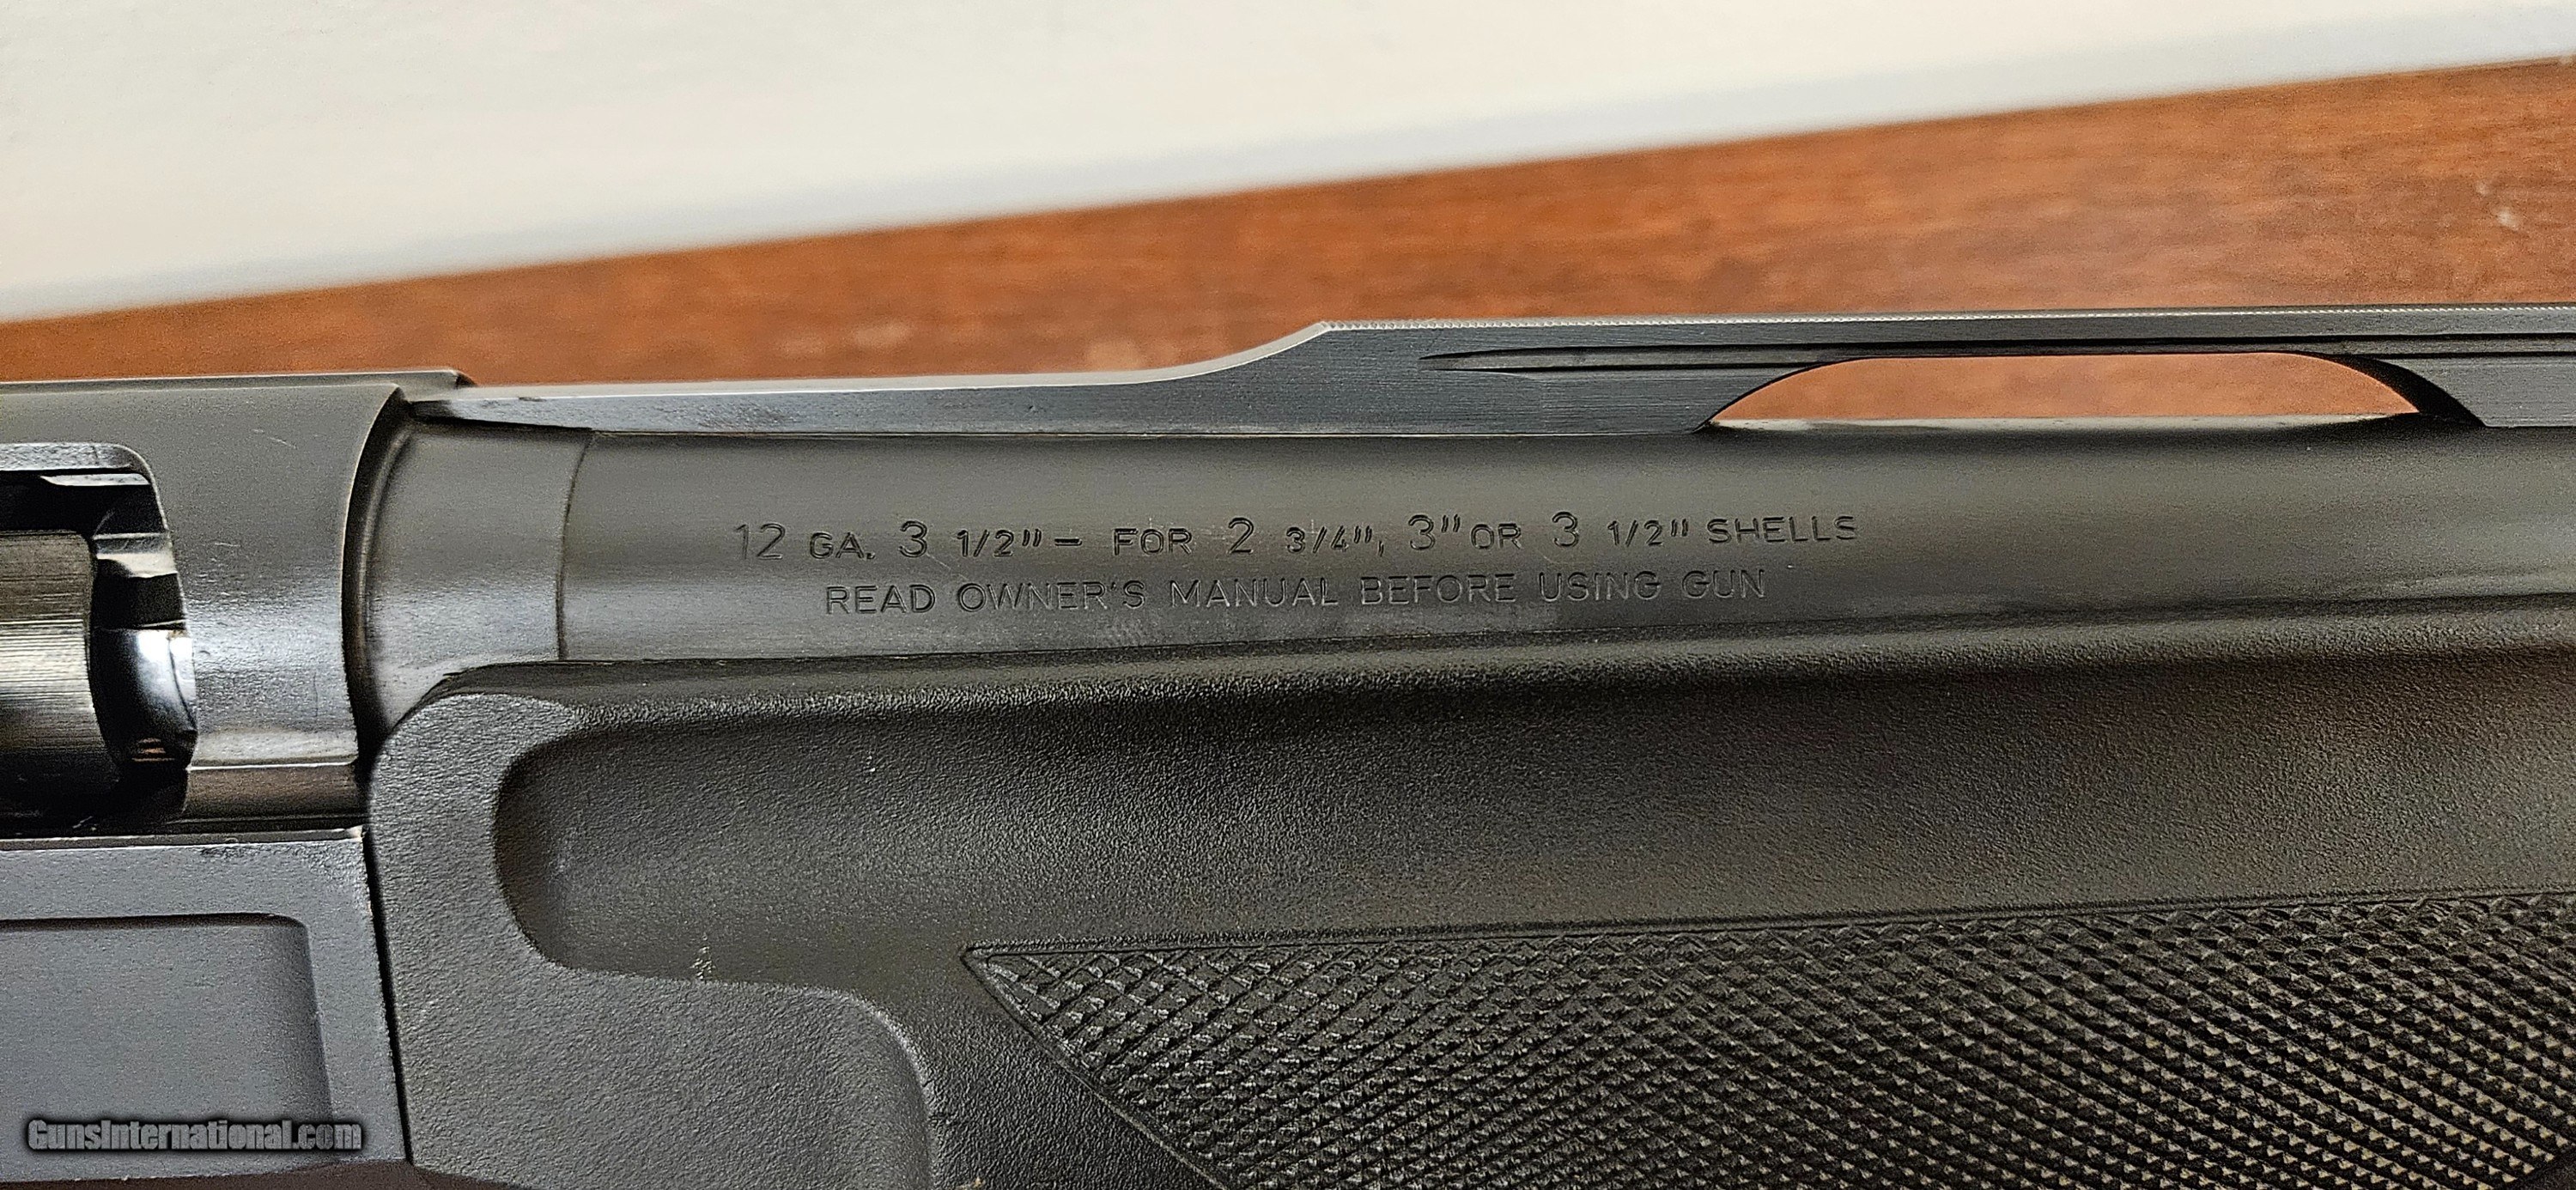 12 GA. 3 1/2" - FOR 2 3/4", 3" OR 3 1/2" SHELLS
READ OWNER'S MANUAL BEFORE USING GUN
GunsInternational.com